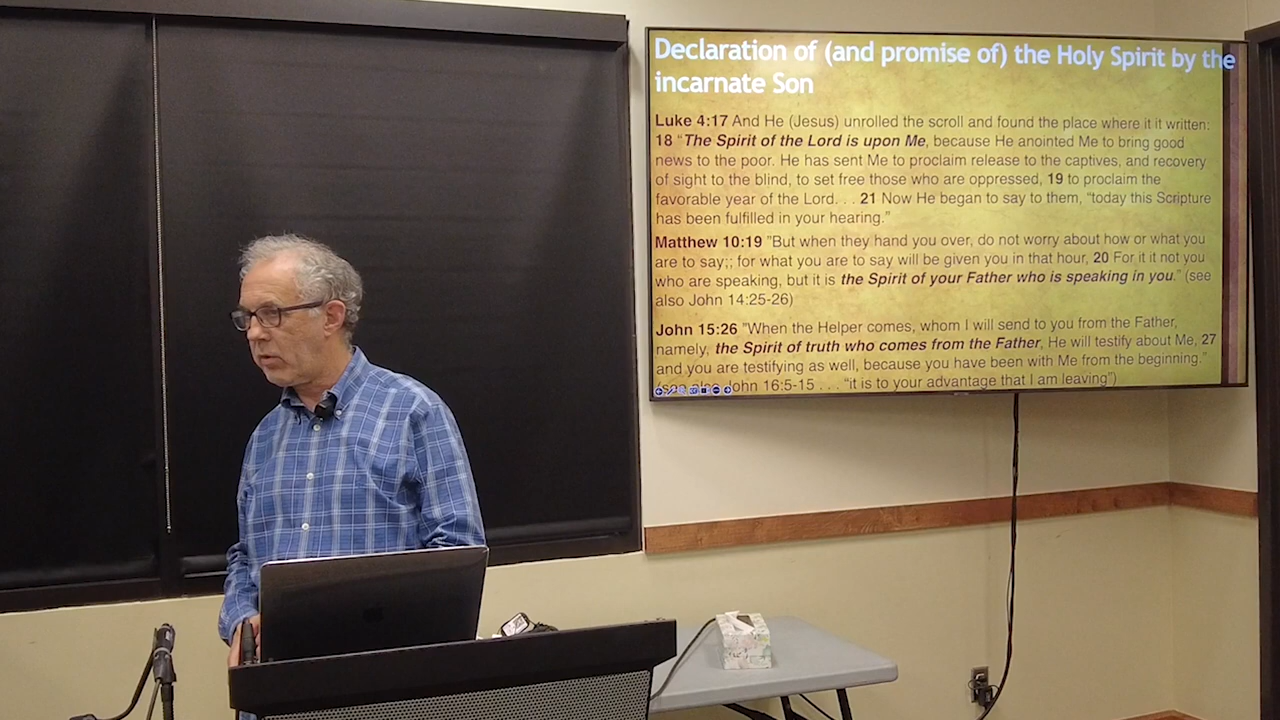 Declaration of (and promise of) the Holy Spirit by the
incarnate Son
Luke 4:17 And He (Jesus) unrolled the scroll and found the place where it it written:
18 “The Spirit of the Lord is upon Me, because He anointed Me to bring good
news to the poor. He has sent Me to proclaim release to the captives, and recovery
of sight to the blind, to set free those who are oppressed, 19 to proclaim the
favorable year of the Lord. . . 21 Now He began to say to them, “today this Scripture
has been fulfilled in your hearing.”
Matthew 10:19 "But when they hand you over, do not worry about how or what you
are to say;; for what you are to say will be given you in that hour, 20 For it it not you
who are speaking, but it is the Spirit of your Father who is speaking in you.” (see
also John 14:25-26)
John 15:26 "When the Helper comes, whom I will send to you from the Father,
namely, the Spirit of truth who comes from the Father, He will testify about Me, 27
and you are testifying as well, because you have been with Me from the beginning.”
(see also John 16:5-15 . . . “it is to your advantage that I am leaving”)